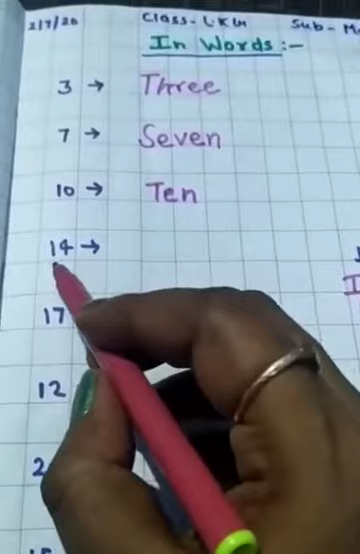 2/7/20 Class- LKG Sub-
In Words:-
3 → Three
7 → Seven
10 → Ten
14 →
17
12